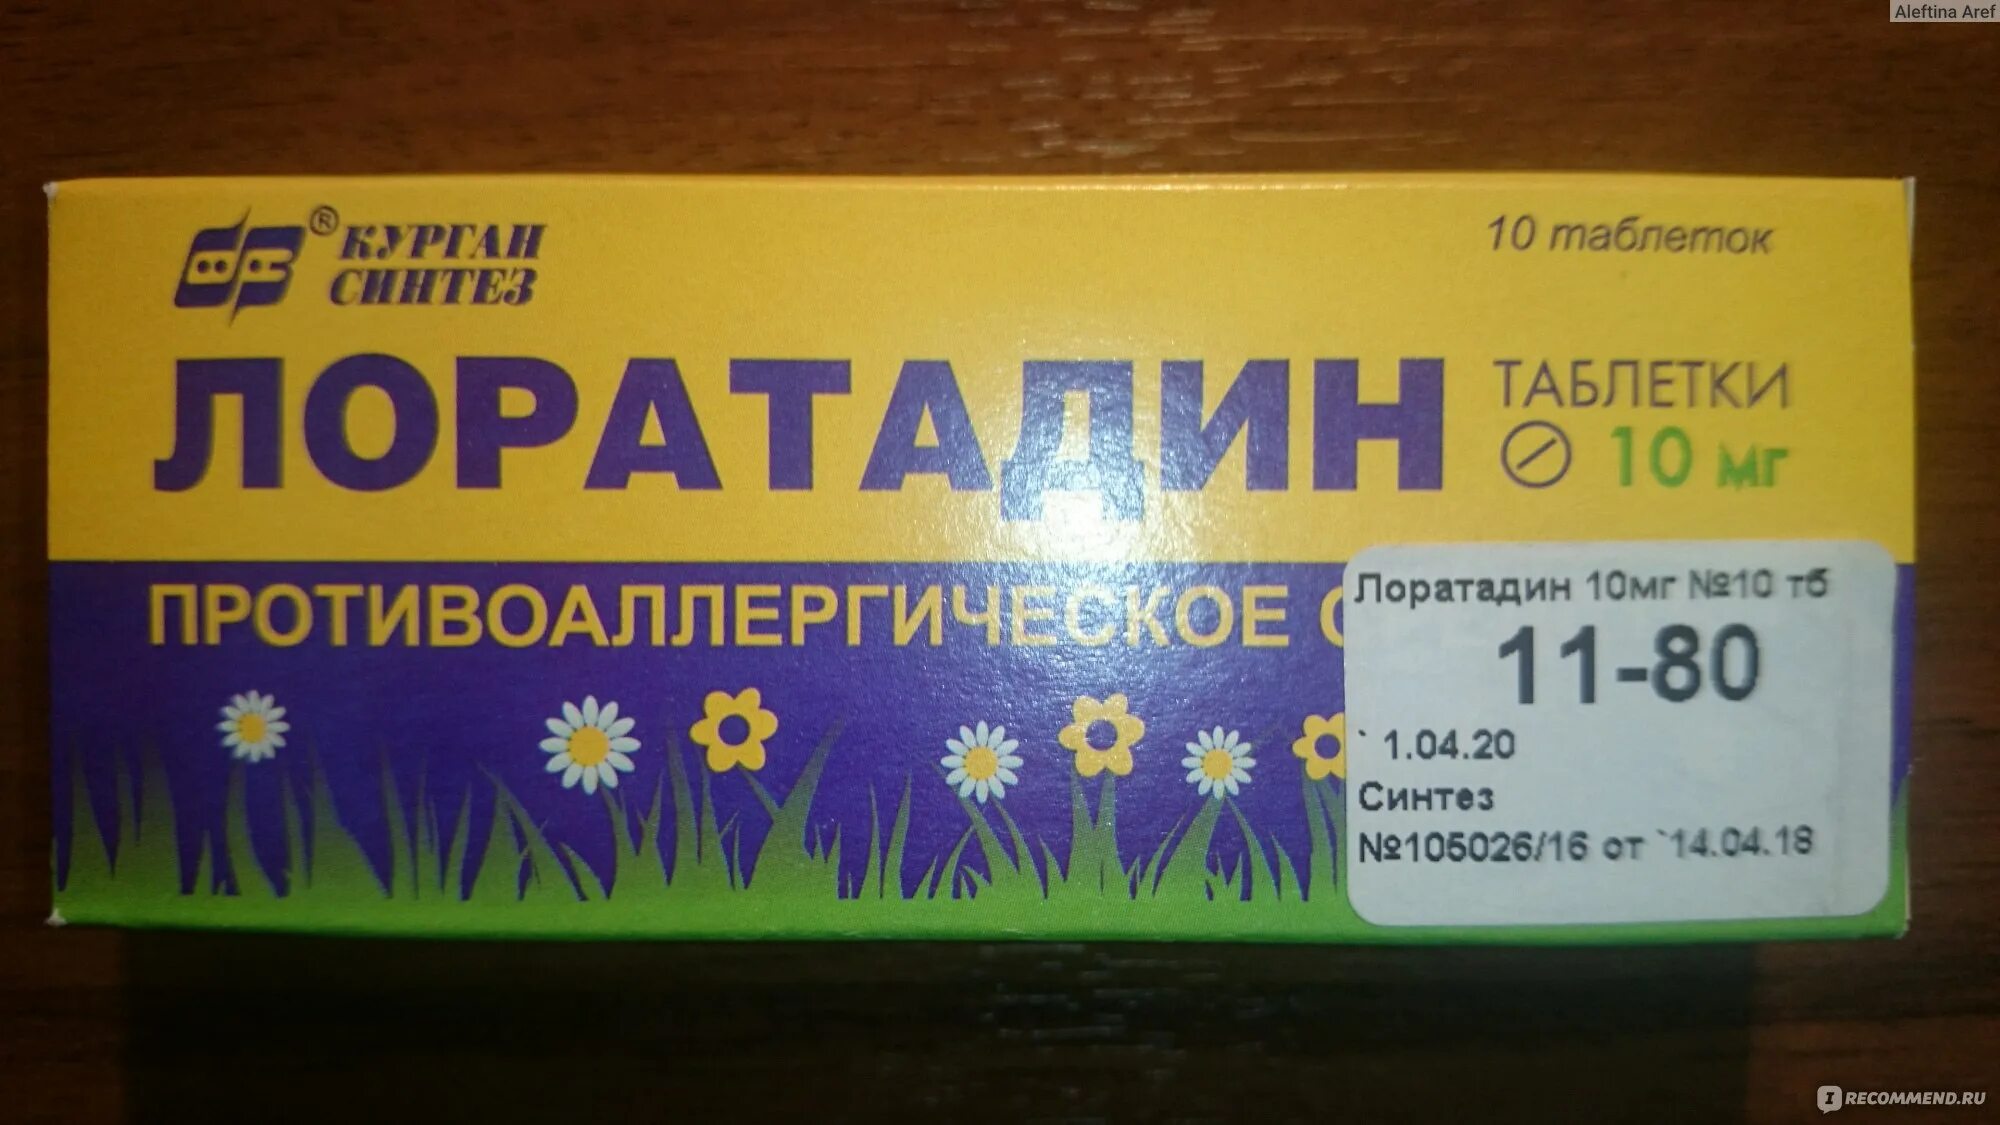 Aleftina Aref
® КУРГАН
СИНТЕЗ
10 таблеток
ЛОРАТАДИН
ТАБЛЕТКИ
10 мг
ПРОТИВОАЛЛЕРГИЧЕСКОЕ С
Лоратадин 10мг №10 тб
11-80
` 1.04.20
Синтез
№105026/16 от `14.04.18
IRECOMMEND.RU